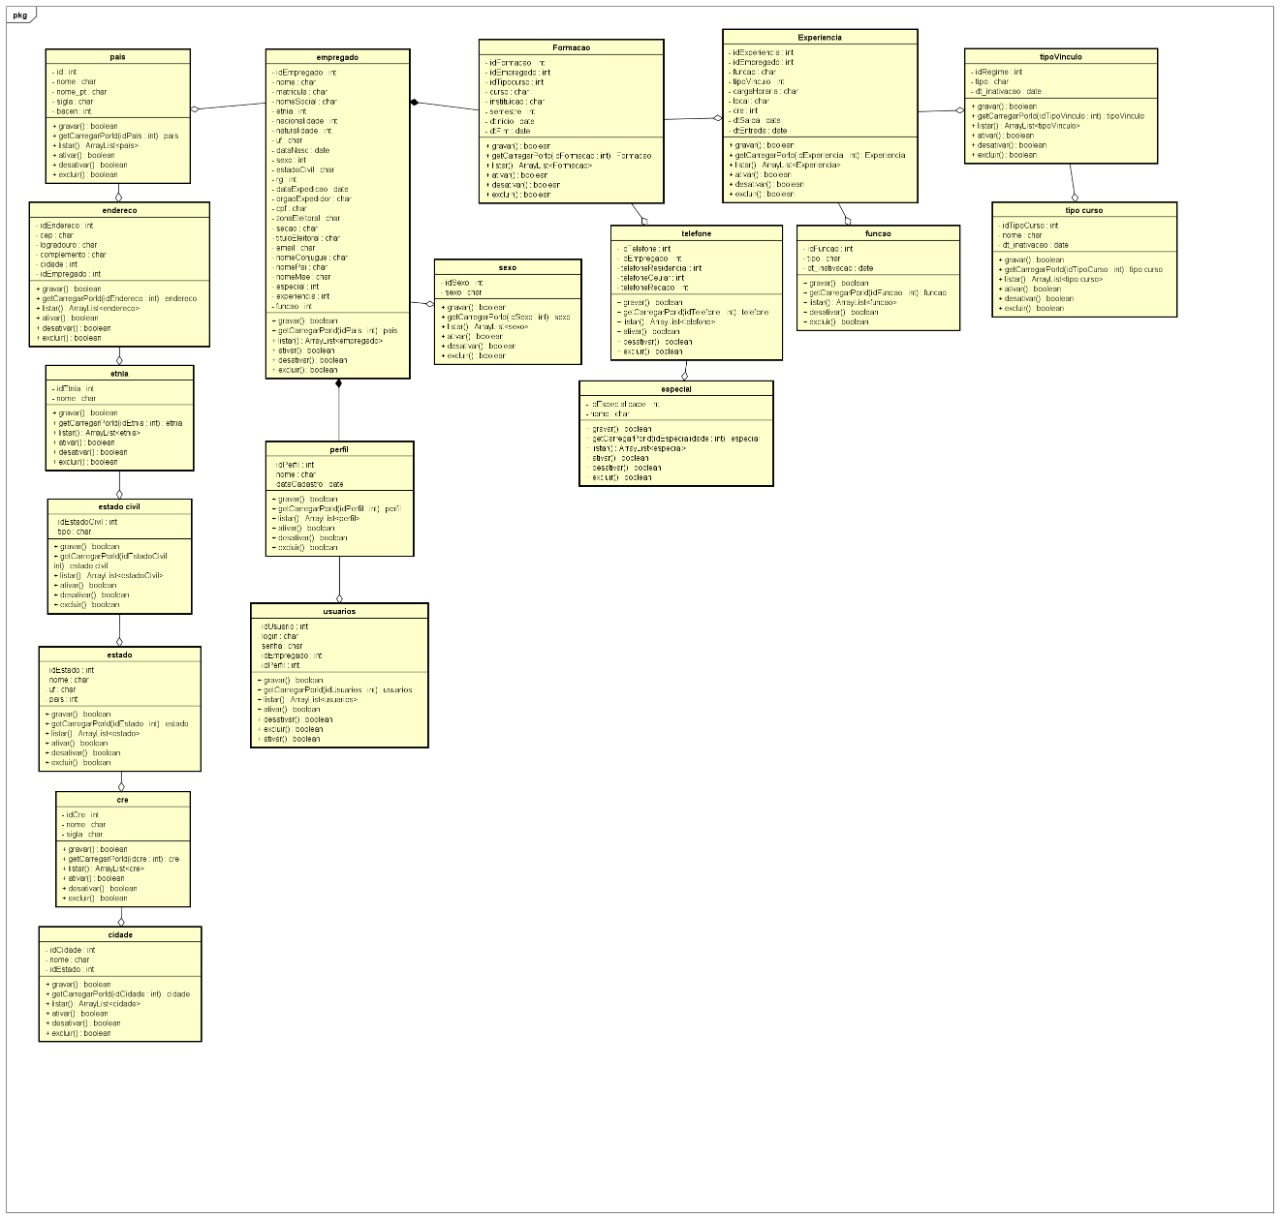 pkg
pais
- id : int
- nome : char
- nome_pt : char
- sigla : char
- bacen : int
+ gravar() : boolean
+ getCarregarPorId(idPais : int) : pais
+ listar() : ArrayList<pais>
+ ativar() : boolean
+ desativar() : boolean
+ excluir() : boolean
endereco
- idEndereco : int
- cep : char
- logradouro : char
- complemento : char
- cidade : int
- idEmpregado : int
+ gravar() : boolean
+ getCarregarPorId(idEndereco : int) : endereco
+ listar() : ArrayList<endereco>
+ ativar() : boolean
+ desativar() : boolean
+ excluir() : boolean
etnia
- idEtnia : int
- nome : char
+ gravar() : boolean
+ getCarregarPorId(idEtnia : int) : etnia
+ listar() : ArrayList<etnia>
+ ativar() : boolean
+ desativar() : boolean
+ excluir() : boolean
estado civil
idEstadoCivil : int
tipo : char
+ gravar() : boolean
+ getCarregarPorId(idEstadoCivil :
int) : estado civil
+ listar() : ArrayList<estadoCivil>
+ ativar() : boolean
+ desativar() : boolean
+ excluir() : boolean
estado
idEstado : int
nome : char
uf : char
pais : int
+ gravar() : boolean
+ getCarregarPorId(idEstado : int) : estado
+ listar() : ArrayList<estado>
+ ativar() : boolean
+ desativar() : boolean
+ excluir() : boolean
cre
- idCre : int
- nome : char
- sigla : char
+ gravar() : boolean
+ getCarregarPorId(idcre : int) : cre
+ listar() : ArrayList<cre>
+ ativar() : boolean
+ desativar() : boolean
+ excluir() : boolean
cidade
- idCidade : int
- nome : char
- idEstado : int
+ gravar() : boolean
+ getCarregarPorId(idCidade : int) : cidade
+ listar() : ArrayList<cidade>
+ ativar() : boolean
+ desativar() : boolean
+ excluir() : boolean
empregado
- idEmpregado : int
- nome : char
- matricula : char
- nomeSocial : char
- etnia : int
- nacionalidade : int
- naturalidade : int
- uf : char
- dataNasc : date
- sexo : int
- estadoCivil : char
- rg : int
- dataExpedicao : date
- orgaoExpedidor : char
- cpf : char
- zonaEleitoral : char
- secao : char
- tituloEleitoral : char
- email : char
- nomeConjugue : char
- nomePai : char
- nomeMae : char
- especial : int
- experiencia : int
- funcao : int
+ gravar() : boolean
+ getCarregarPorId(idPais : int) : pais
+ listar() : ArrayList<empregado>
+ ativar() : boolean
+ desativar() : boolean
+ excluir() : boolean
perfil
idPerfil : int
nome : char
dataCadastro : date
+ gravar() : boolean
+ getCarregarPorId(idPerfil : int) : perfil
+ listar() : ArrayList<perfil>
+ ativar() : boolean
+ desativar() : boolean
+ excluir() : boolean
usuarios
idUsuario : int
login : char
senha : char
idEmpregado : int
idPerfil : int
+ gravar() : boolean
+ getCarregarPorId(idUsuarios : int) : usuarios
+ listar() : ArrayList<usuarios>
+ ativar() : boolean
+ desativar() : boolean
+ excluir() : boolean
+ ativar() : boolean
sexo
- idSexo : int
- sexo : char
+ gravar() : boolean
+ getCarregarPorId(idSexo : int) : sexo
+ listar() : ArrayList<sexo>
+ ativar() : boolean
+ desativar() : boolean
+ excluir() : boolean
Formacao
- idFormacao : int
- idEmpregado : int
- idTipocurso : int
- curso : char
- instituicao : char
- semestre : int
- dtInicio : date
- dtFim : date
+ gravar() : boolean
+ getCarregarPorId(idFormacao : int) : Formacao
+ listar() : ArrayList<Formacao>
+ ativar() : boolean
+ desativar() : boolean
+ excluir() : boolean
telefone
- idTelefone : int
- idEmpregado : int
- telefoneResidencial : int
- telefoneCelular : int
- telefoneRecado : int
+ gravar() : boolean
+ getCarregarPorId(idTelefone : int) : telefone
+ listar() : ArrayList<telefone>
+ ativar() : boolean
+ desativar() : boolean
+ excluir() : boolean
especial
- idEspecialidade : int
- nome : char
+ gravar() : boolean
+ getCarregarPorId(idEspecialidade : int) : especial
+ listar() : ArrayList<especial>
+ ativar() : boolean
+ desativar() : boolean
+ excluir() : boolean
Experiencia
- idExperiencia : int
- idEmpregado : int
- funcao : char
- tipoVinculo : int
- cargaHoraria : char
- local : char
- cre : int
- dtSaida : date
- dtEntrada : date
+ gravar() : boolean
+ getCarregarPorId(idExperiencia : int) : Experiencia
+ listar() : ArrayList<Experiencia>
+ ativar() : boolean
+ desativar() : boolean
+ excluir() : boolean
funcao
- idFuncao : int
- tipo : char
- dt_inativacao : date
+ gravar() : boolean
+ getCarregarPorId(idFuncao : int) : funcao
+ listar() : ArrayList<funcao>
+ desativar() : boolean
+ excluir() : boolean
tipoVinculo
- idRegime : int
- tipo : char
- dt_inativacao : date
+ gravar() : boolean
+ getCarregarPorId(idTipoVinculo : int) : tipoVinculo
+ listar() : ArrayList<tipoVinculo>
+ ativar() : boolean
+ desativar() : boolean
+ excluir() : boolean
tipo curso
- idTipoCurso : int
- nome : char
- dt_inativacao : date
+ gravar() : boolean
+ getCarregarPorId(idTipoCurso : int) : tipo curso
+ listar() : ArrayList<tipo curso>
+ ativar() : boolean
+ desativar() : boolean
+ excluir() : boolean